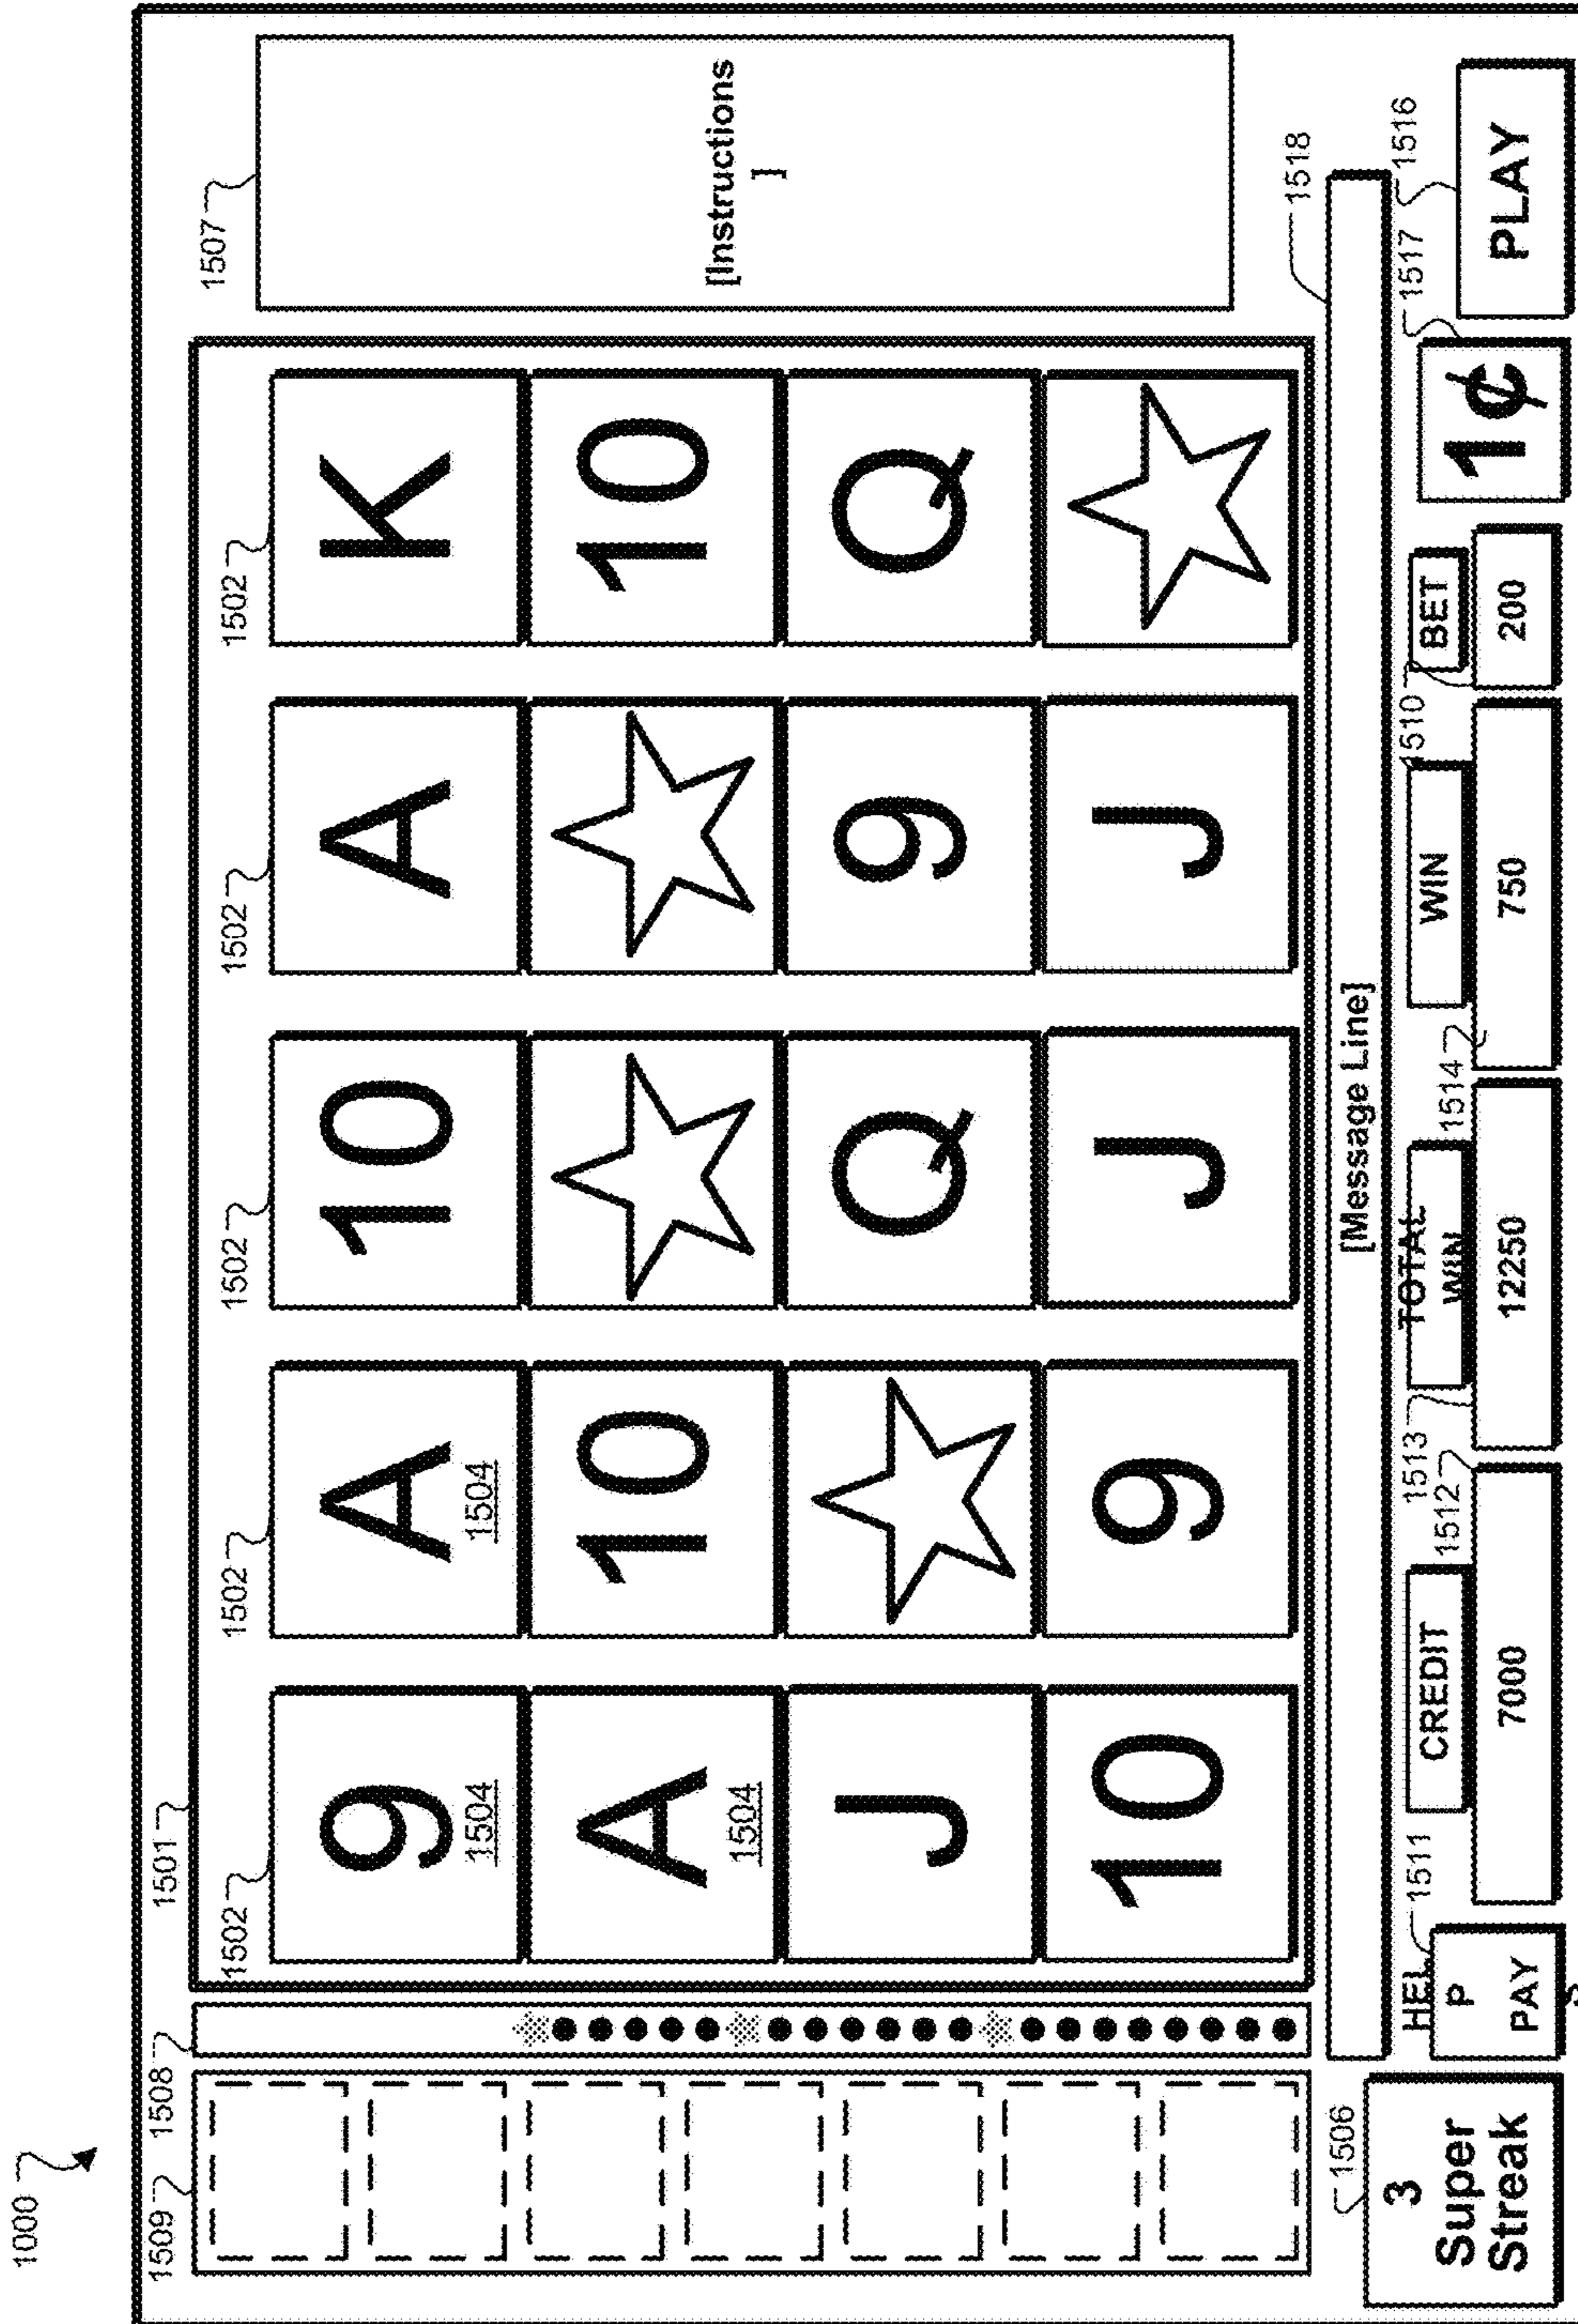 1000
1509 1508 1501
1502 1502 1502 1502 1502
1507
9 A 10 A K
1504 1504
A 10 ☆ ☆ 10
1504
J ☆ Q 9 Q
10 9 J J ☆
[Instructions
]
1506
1518
[Message Line]
1511 1512 1513 1514 1510 1517 1516
3
Super
Streak
HEL
P
PAY
S
CREDIT
7000
TOTAL
WIN
12250
WIN
750
BET
200
1¢
PLAY